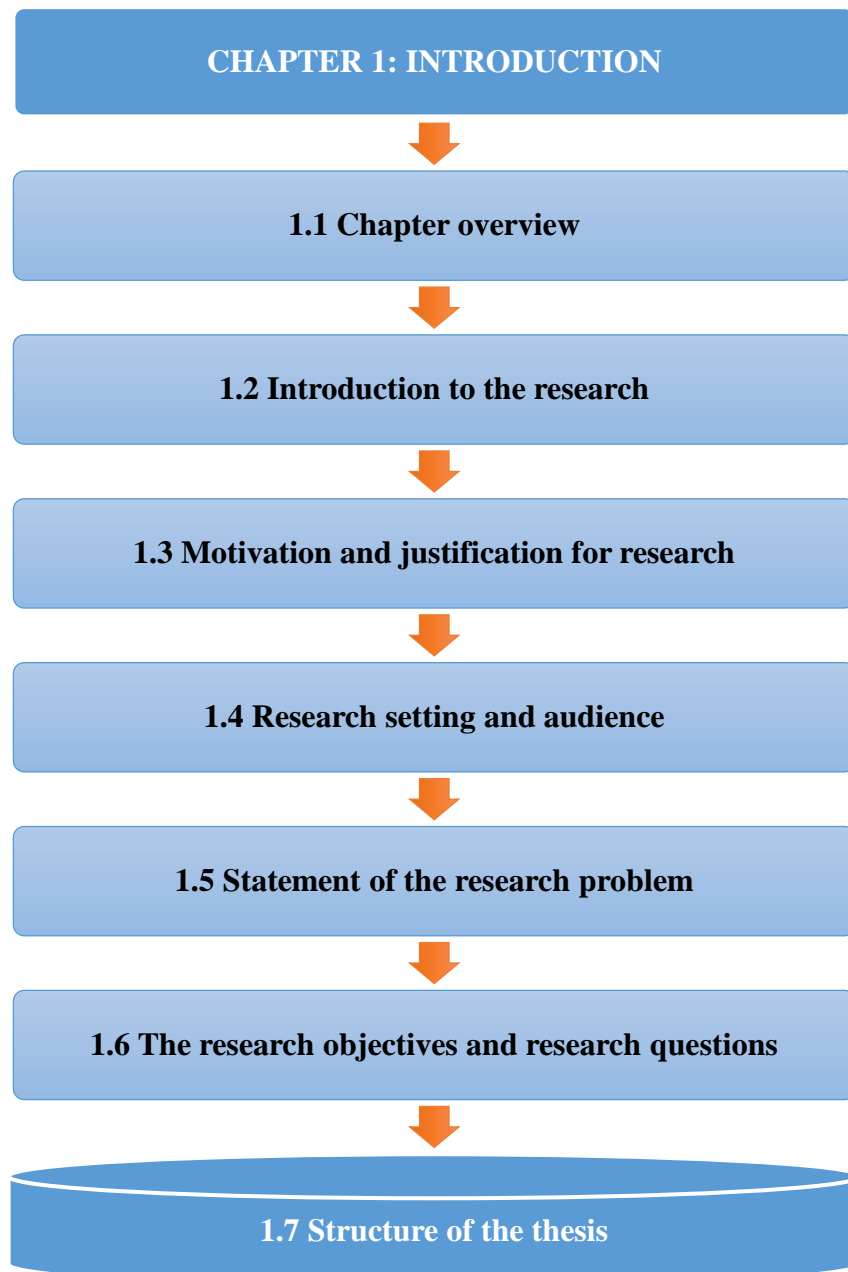 CHAPTER 1: INTRODUCTION
1.1 Chapter overview
1.2 Introduction to the research
1.3 Motivation and justification for research
1.4 Research setting and audience
1.5 Statement of the research problem
1.6 The research objectives and research questions
1.7 Structure of the thesis